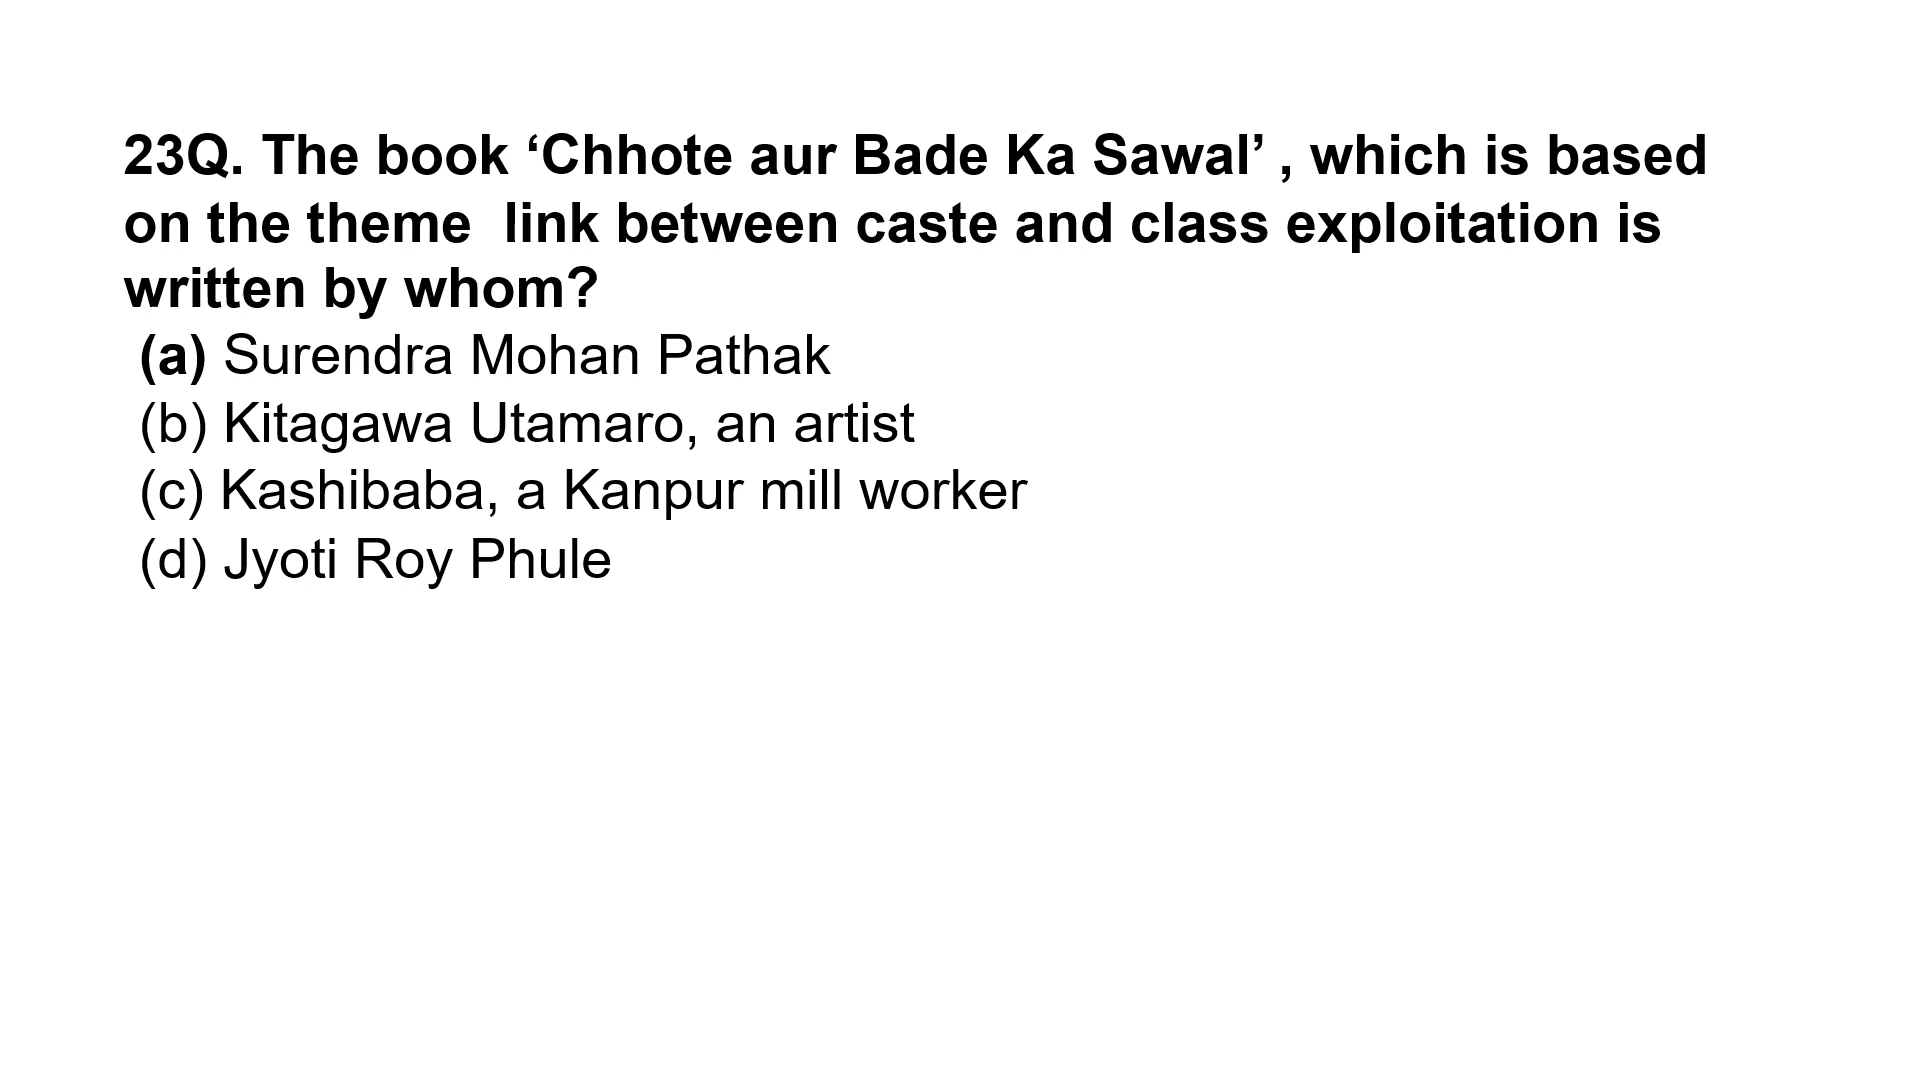 23Q. The book ‘Chhote aur Bade Ka Sawal’ , which is based
on the theme  link between caste and class exploitation is
written by whom?
(a) Surendra Mohan Pathak
(b) Kitagawa Utamaro, an artist
(c) Kashibaba, a Kanpur mill worker
(d) Jyoti Roy Phule